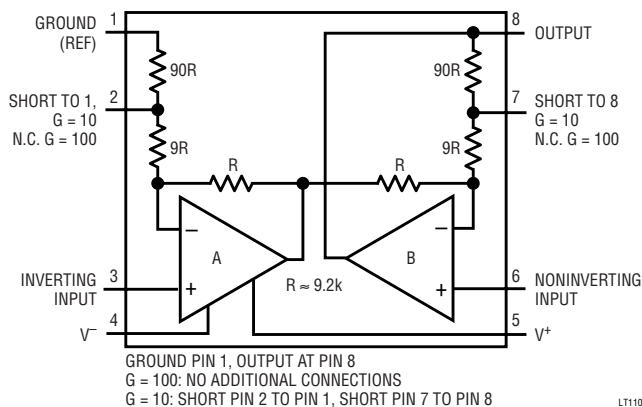 GROUND
(REF)
1
8
OUTPUT
90R
90R
SHORT TO 1,
G = 10
N.C. G = 100
2
7
SHORT TO 8
G = 10
N.C. G = 100
9R
9R
R
R
–
–
A
B
+
+
R ≈ 9.2k
INVERTING
INPUT
3
6
NONINVERTING
INPUT
V–
4
5
V+
GROUND PIN 1, OUTPUT AT PIN 8
G = 100: NO ADDITIONAL CONNECTIONS
G = 10: SHORT PIN 2 TO PIN 1, SHORT PIN 7 TO PIN 8
LT110